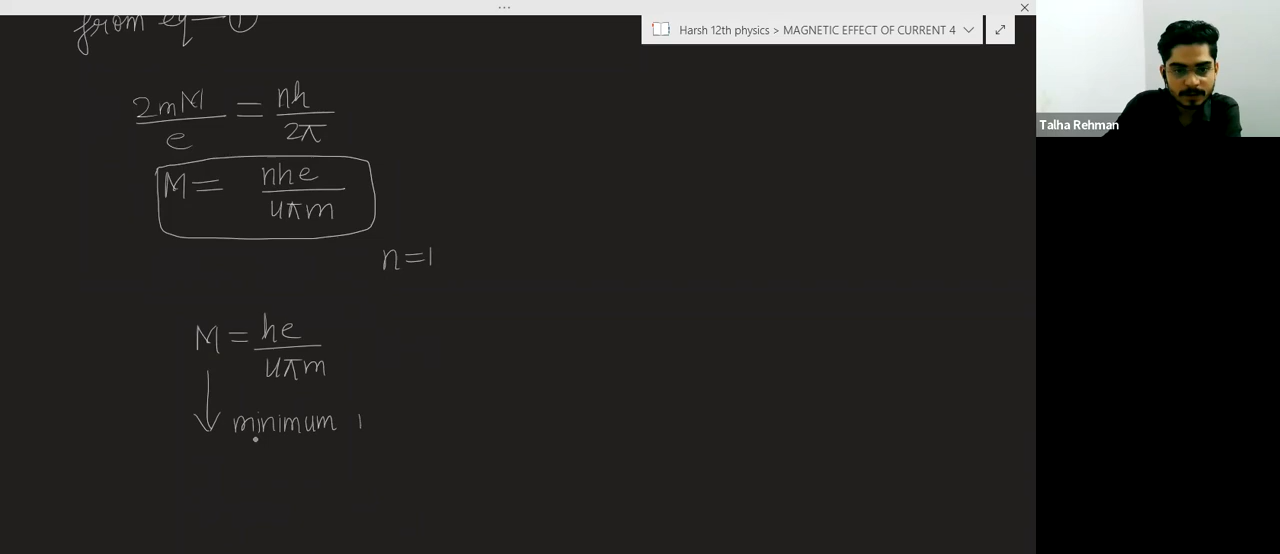 from eq - ①
Harsh 12th physics > MAGNETIC EFFECT OF CURRENT 4
2mM/e = nh/2π
M = nhe/4πm
n=1
M = he/4πm
minimum
Talha Rehman